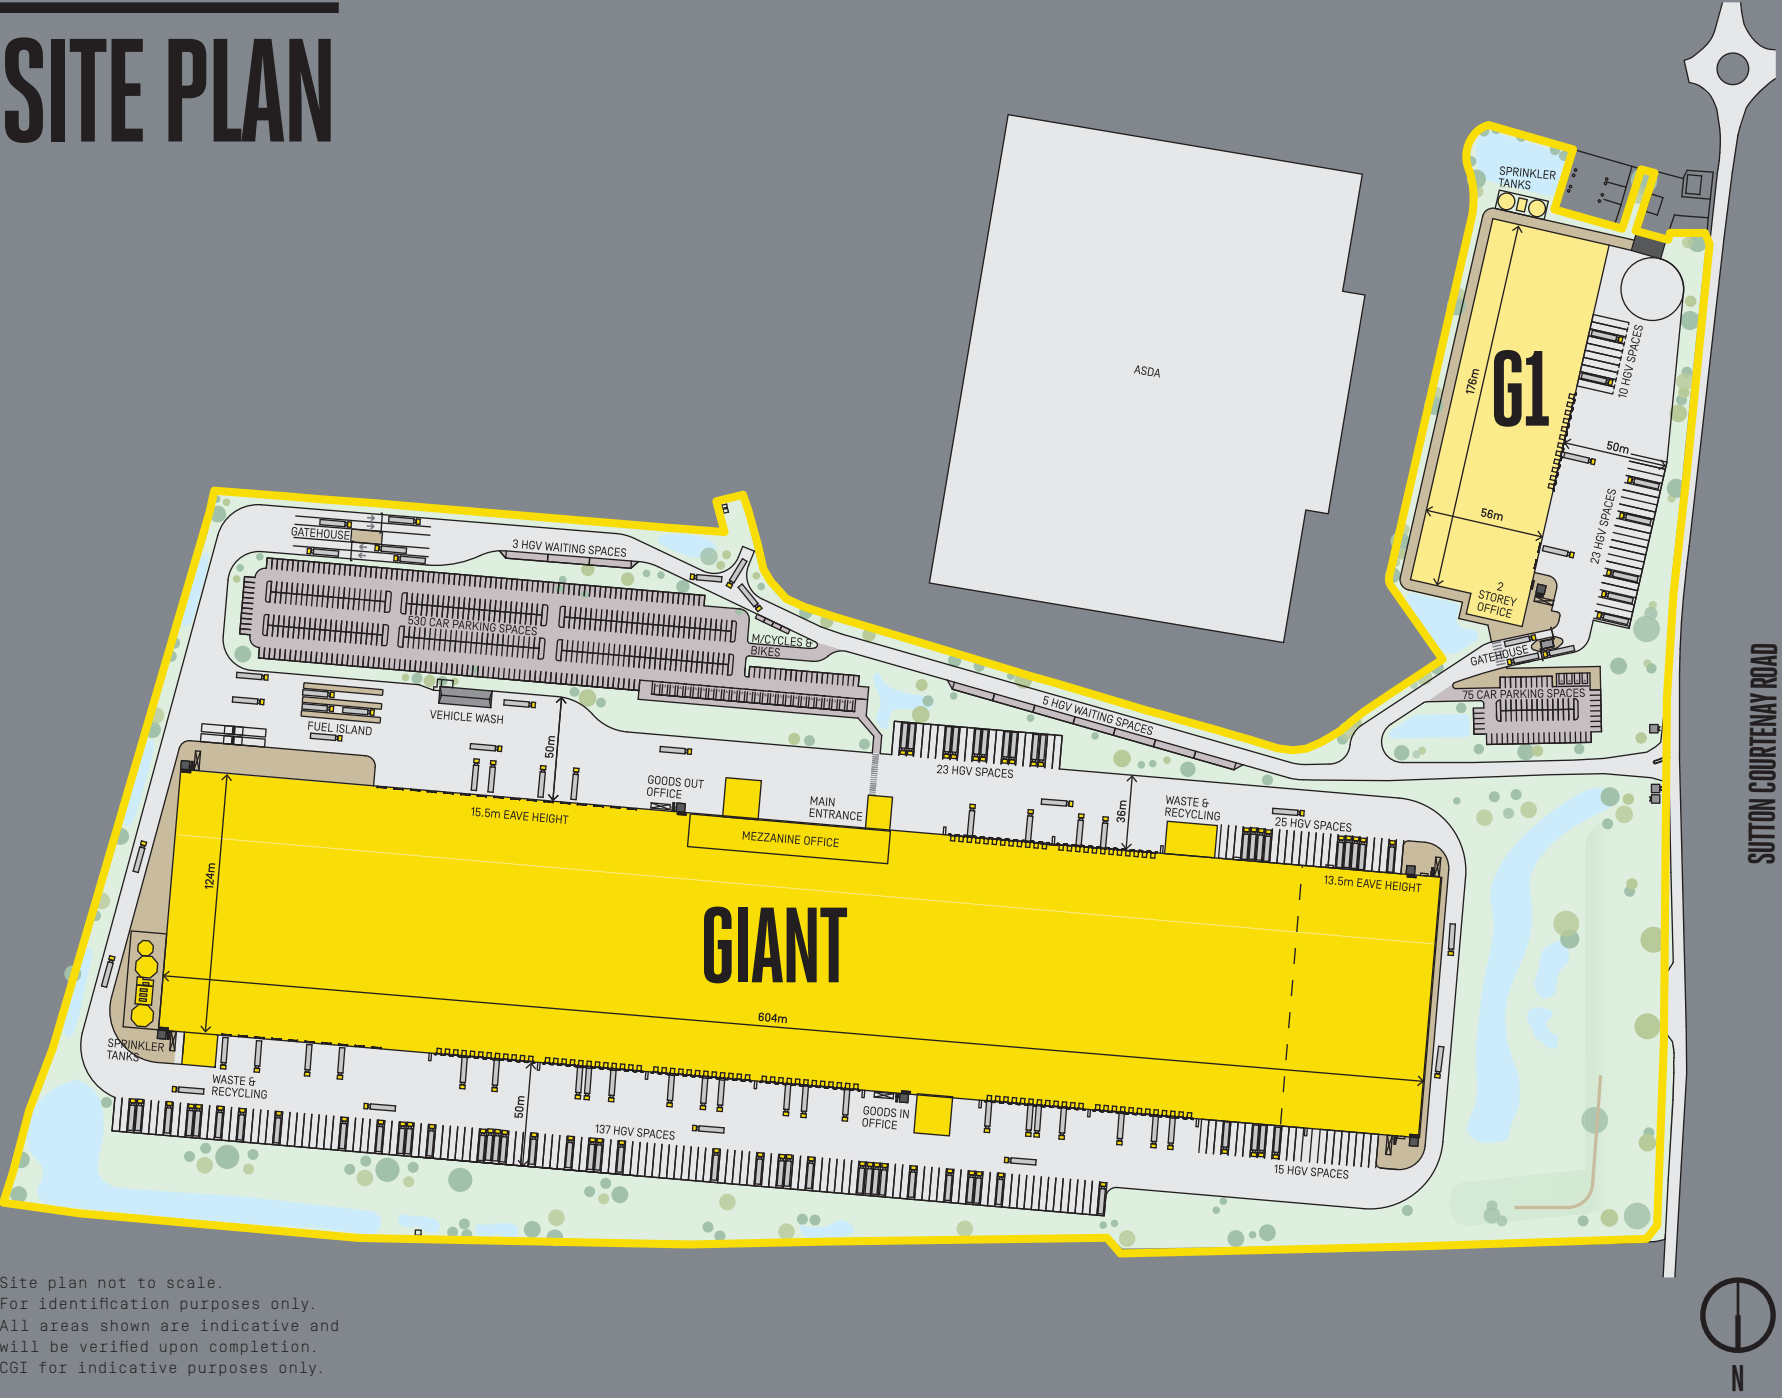 SITE PLAN
SPRINKLER
TANKS
G1
176m
10 HGV SPACES
50m
56m
23 HGV SPACES
2
STOREY
OFFICE
GATEHOUSE
75 CAR PARKING SPACES
ASDA
GATEHOUSE
3 HGV WAITING SPACES
530 CAR PARKING SPACES
M/CYCLES &
BIKES
5 HGV WAITING SPACES
FUEL ISLAND
VEHICLE WASH
50m
GOODS OUT
OFFICE
MAIN
ENTRANCE
23 HGV SPACES
36m
WASTE &
RECYCLING
25 HGV SPACES
15.5m EAVE HEIGHT
MEZZANINE OFFICE
13.5m EAVE HEIGHT
124m
GIANT
604m
SPRINKLER
TANKS
WASTE &
RECYCLING
50m
137 HGV SPACES
GOODS IN
OFFICE
15 HGV SPACES
SUTTON COURTENAY ROAD
Site plan not to scale.
For identification purposes only.
All areas shown are indicative and
will be verified upon completion.
CGI for indicative purposes only.
N